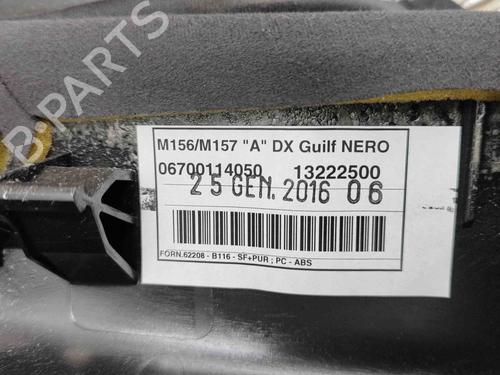 B-PARTS
M156/M157 "A" DX Guilf NERO
06700114050 13222500
25 GEN. 2016 06
FORN.62208 - B116 - SF+PUR ; PC - ABS